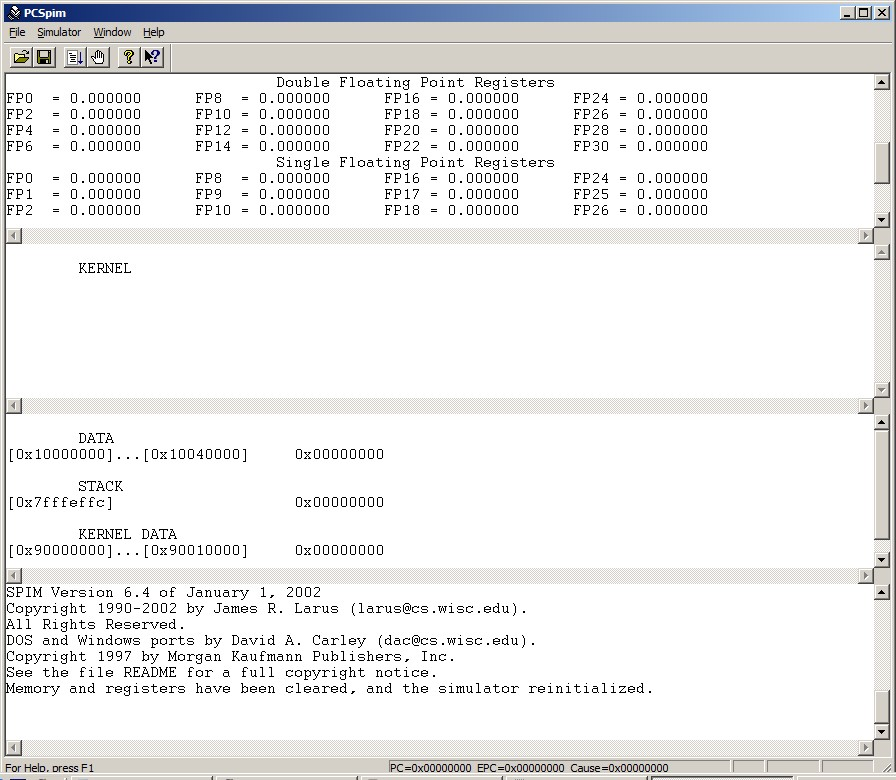 PCSpim
File Simulator Window Help
Double Floating Point Registers
FP0 = 0.000000 FP8 = 0.000000 FP16 = 0.000000 FP24 = 0.000000
FP2 = 0.000000 FP10 = 0.000000 FP18 = 0.000000 FP26 = 0.000000
FP4 = 0.000000 FP12 = 0.000000 FP20 = 0.000000 FP28 = 0.000000
FP6 = 0.000000 FP14 = 0.000000 FP22 = 0.000000 FP30 = 0.000000
Single Floating Point Registers
FP0 = 0.000000 FP8 = 0.000000 FP16 = 0.000000 FP24 = 0.000000
FP1 = 0.000000 FP9 = 0.000000 FP17 = 0.000000 FP25 = 0.000000
FP2 = 0.000000 FP10 = 0.000000 FP18 = 0.000000 FP26 = 0.000000
KERNEL
DATA
[0x10000000]...[0x10040000] 0x00000000
STACK
[0x7fffeffc] 0x00000000
KERNEL DATA
[0x90000000]...[0x90010000] 0x00000000
SPIM Version 6.4 of January 1, 2002
Copyright 1990-2002 by James R. Larus (larus@cs.wisc.edu).
All Rights Reserved.
DOS and Windows ports by David A. Carley (dac@cs.wisc.edu).
Copyright 1997 by Morgan Kaufmann Publishers, Inc.
See the file README for a full copyright notice.
Memory and registers have been cleared, and the simulator reinitialized.
For Help, press F1 PC=0x00000000 EPC=0x00000000 Cause=0x00000000